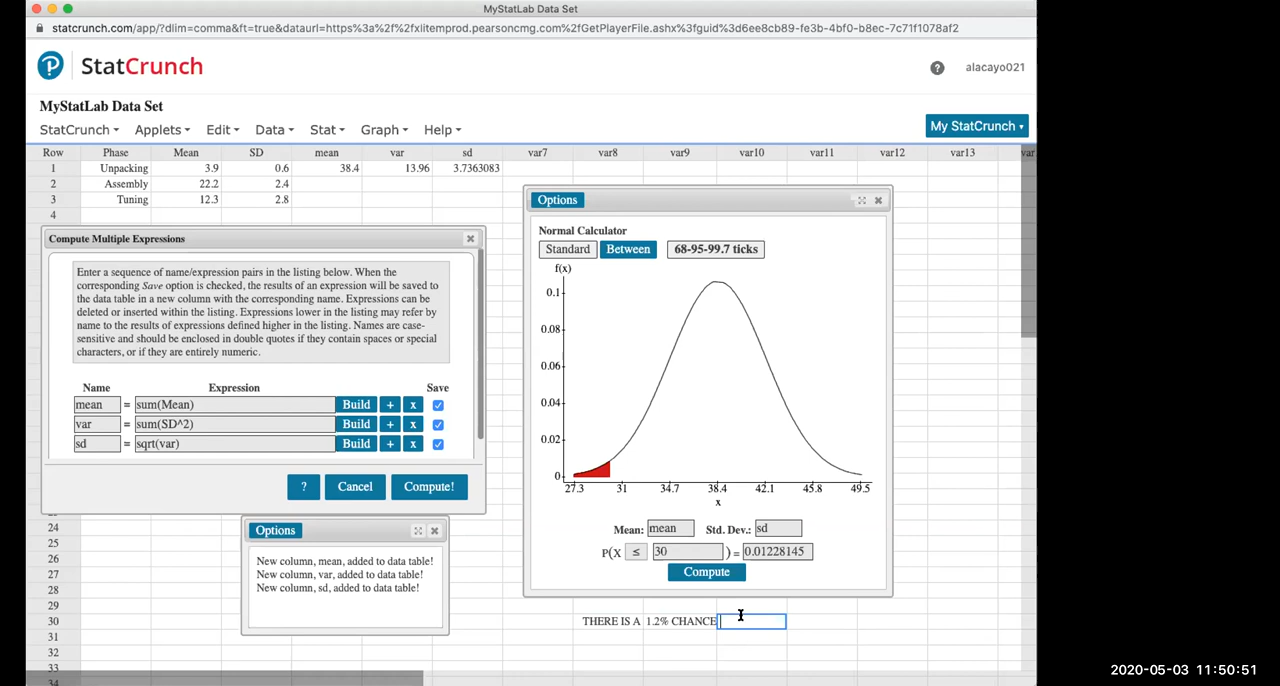 MyStatLab Data Set
statcrunch.com/app/?dlim=comma&ft=true&dataurl=https%3a%2f%2fxlitemprod.pearsoncmg.com%2fGetPlayerFile.ashx%3fguid%3d6ee8cb89-fe3b-4bf0-b8ec-7c71f1078af2
P StatCrunch ? alacayo021
MyStatLab Data Set
StatCrunch Applets Edit Data Stat Graph Help My StatCrunch
Row Phase Mean SD mean var sd var7 var8 var9 var10 var11 var12 var13 var
1 Unpacking 3.9 0.6 38.4 13.96 3.7363083
2 Assembly 22.2 2.4
3 Tuning 12.3 2.8
4
Compute Multiple Expressions
Enter a sequence of name/expression pairs in the listing below. When the
corresponding Save option is checked, the results of an expression will be saved to
the data table in a new column with the corresponding name. Expressions can be
deleted or inserted within the listing. Expressions lower in the listing may refer by
name to the results of expressions defined higher in the listing. Names are case-
sensitive and should be enclosed in double quotes if they contain spaces or special
characters, or if they are entirely numeric.
Name Expression Save
mean = sum(Mean) Build + x
var = sum(SD^2) Build + x
sd = sqrt(var) Build + x
? Cancel Compute!
Options
New column, mean, added to data table!
New column, var, added to data table!
New column, sd, added to data table!
Options
Normal Calculator
Standard Between 68-95-99.7 ticks
f(x)
0.1
0.08
0.06
0.04
0.02
0
27.3 31 34.7 38.4 42.1 45.8 49.5
x
Mean: mean Std. Dev.: sd
P(X ≤ 30 ) = 0.01228145
Compute
24
25
26
27
28
29
30 THERE IS A 1.2% CHANCE
31
32
33
34
2020-05-03 11:50:51